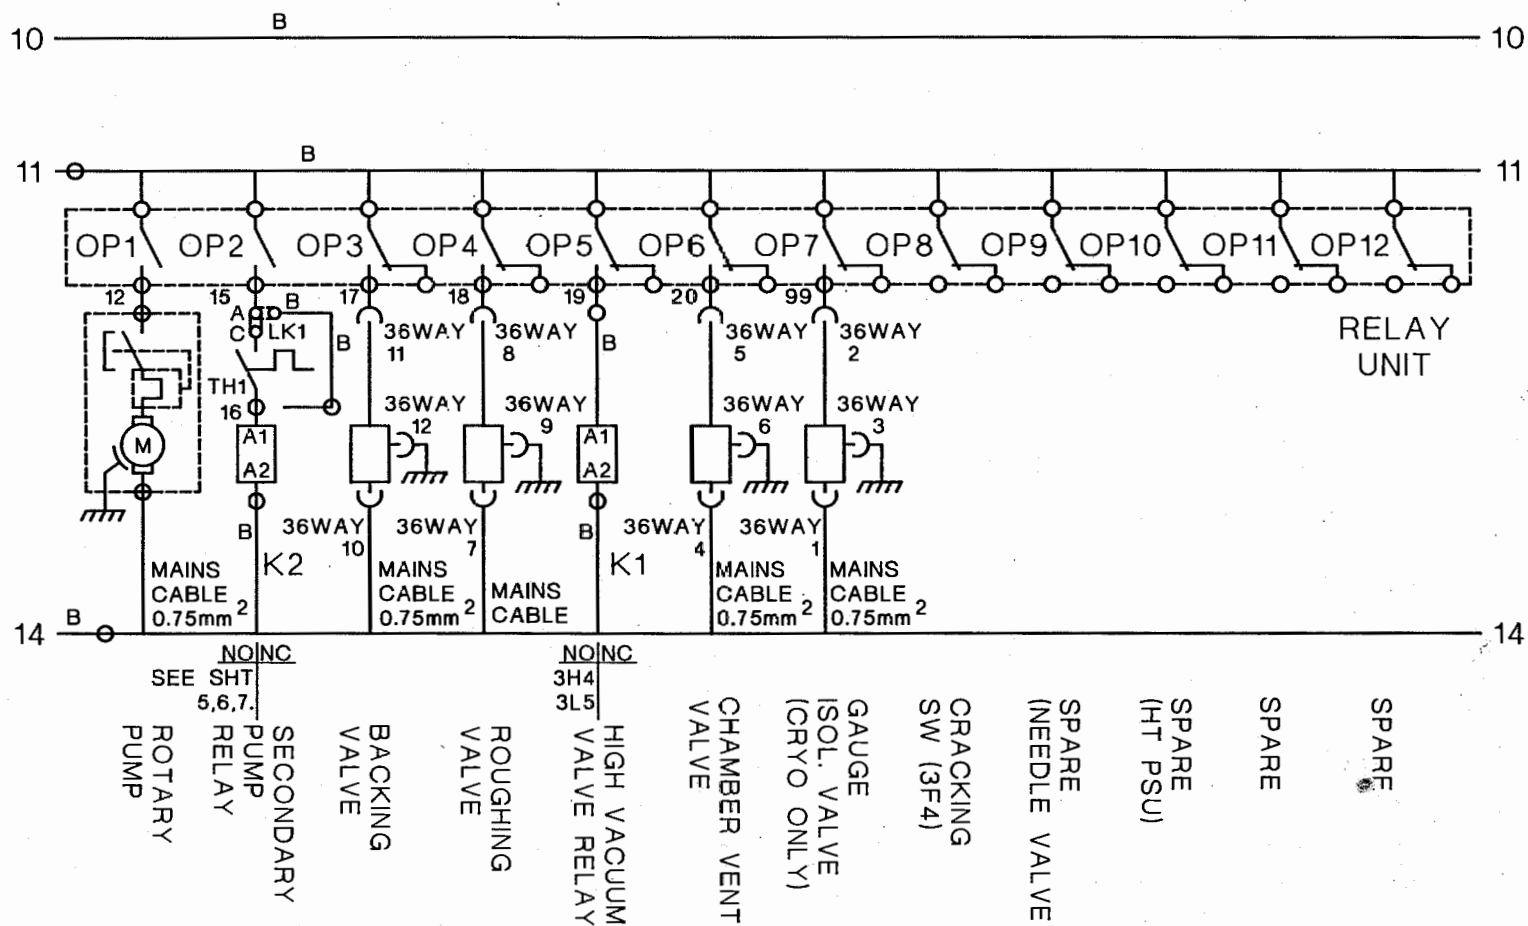 B
10 10
B
11 11
OP1 OP2 OP3 OP4 OP5 OP6 OP7 OP8 OP9 OP10 OP11 OP12
12 15 17 18 19 20 99
RELAY
UNIT
A B
C LK1
B
TH1
16
36WAY
11
36WAY
8
B
36WAY
5
36WAY
2
36WAY
12
36WAY
9
36WAY
6
36WAY
3
M
A1
A2
A1
A2
B
K2
36WAY
10
36WAY
7
B
K1
36WAY
4
36WAY
1
MAINS
CABLE
0.75mm²
MAINS
CABLE
0.75mm²
MAINS
CABLE
MAINS
CABLE
0.75mm²
MAINS
CABLE
0.75mm²
B
14 14
NO NC
SEE SHT
5,6,7.
NO NC
3H4
3L5
ROTARY
PUMP
SECONDARY
PUMP
RELAY
BACKING
VALVE
ROUGHING
VALVE
HIGH VACUUM
VALVE RELAY
CHAMBER VENT
VALVE
GAUGE
ISOL. VALVE
(CRYO ONLY)
CRACKING
SW (3F4)
SPARE
(NEEDLE VALVE
SPARE
(HT PSU)
SPARE
SPARE